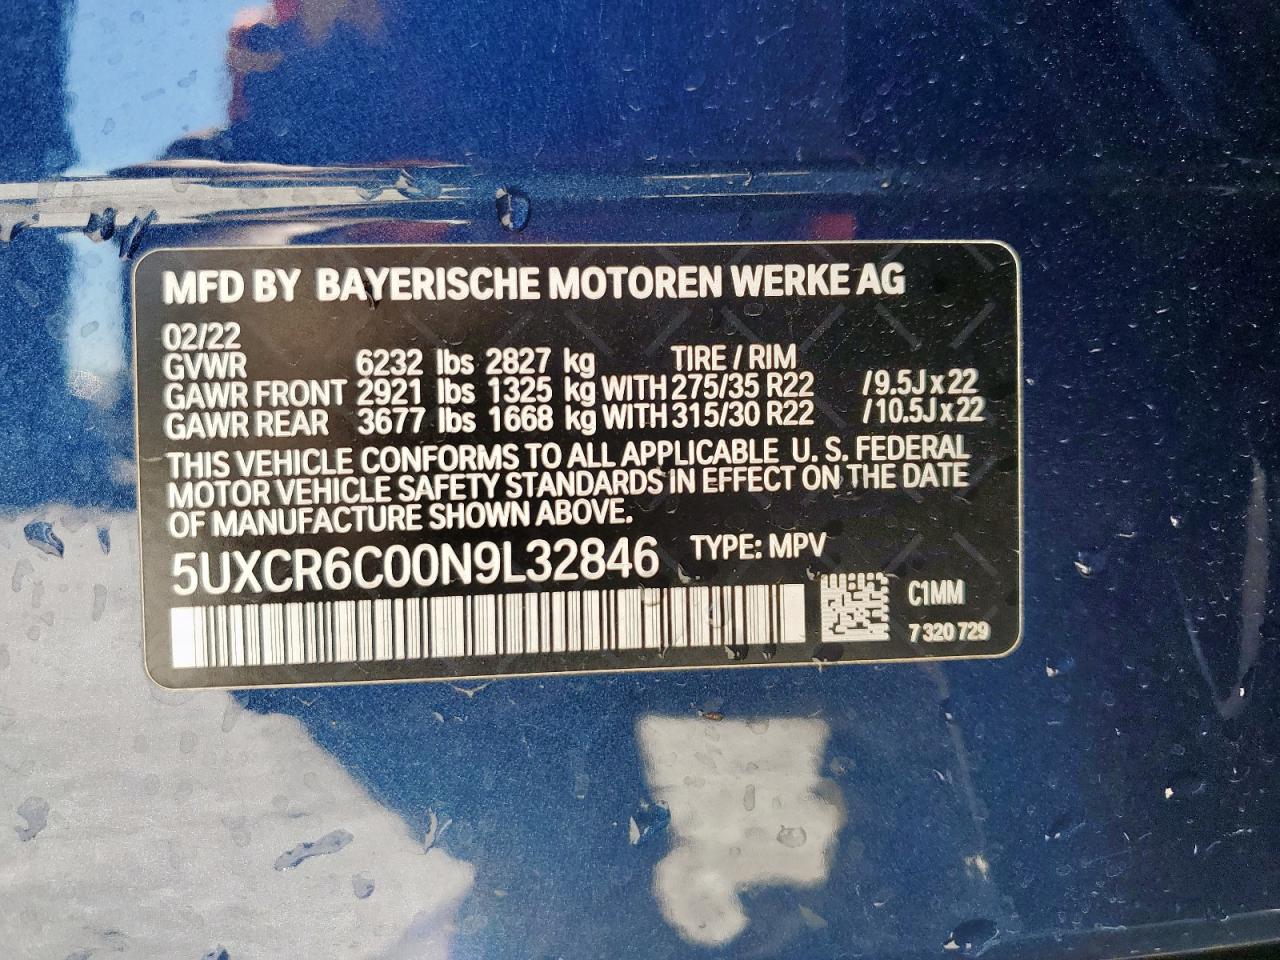 MFD BY BAYERISCHE MOTOREN WERKE AG
02/22
GVWR 6232 lbs 2827 kg TIRE / RIM
GAWR FRONT 2921 lbs 1325 kg WITH 275/35 R22 /9.5J x 22
GAWR REAR 3677 lbs 1668 kg WITH 315/30 R22 /10.5J x 22
THIS VEHICLE CONFORMS TO ALL APPLICABLE U. S. FEDERAL
MOTOR VEHICLE SAFETY STANDARDS IN EFFECT ON THE DATE
OF MANUFACTURE SHOWN ABOVE.
5UXCR6C00N9L32846 TYPE: MPV
C1MM
7 320 729